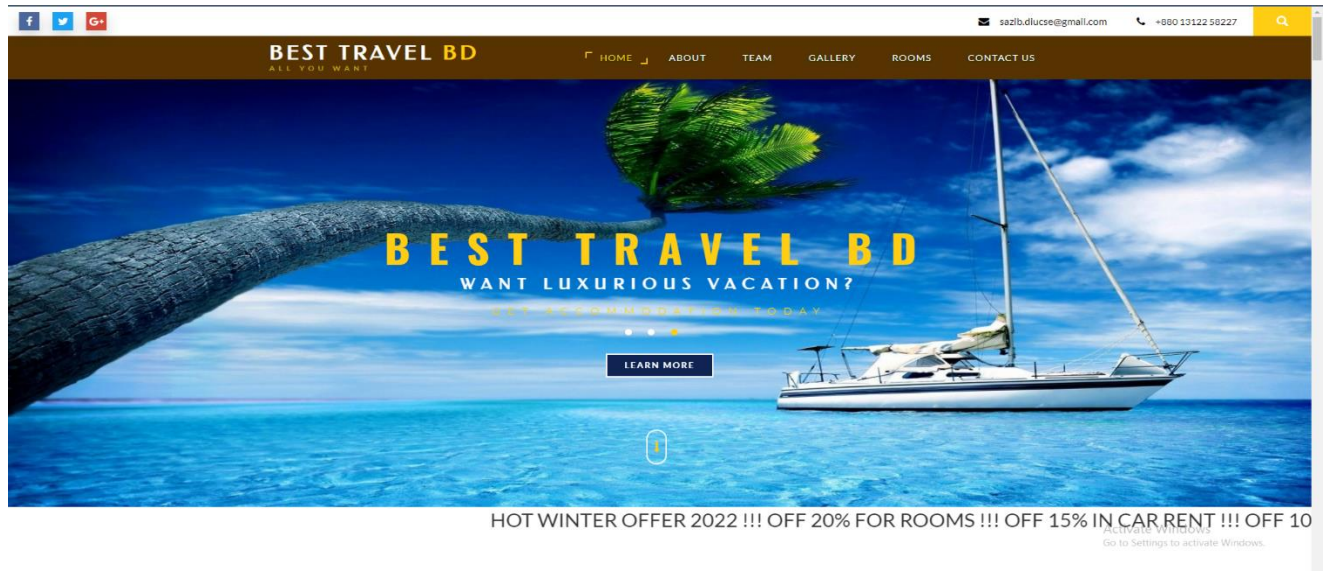 f G+ sazib.diucse@gmail.com +880 13122 58227
BEST TRAVEL BD
ALL YOU WANT
HOME ABOUT TEAM GALLERY ROOMS CONTACT US
BEST TRAVEL BD
WANT LUXURIOUS VACATION?
GET ACCOMMODATION TODAY
LEARN MORE
HOT WINTER OFFER 2022 !!! OFF 20% FOR ROOMS !!! OFF 15% IN CAR RENT !!! OFF 10
Activate Windows
Go to Settings to activate Windows.